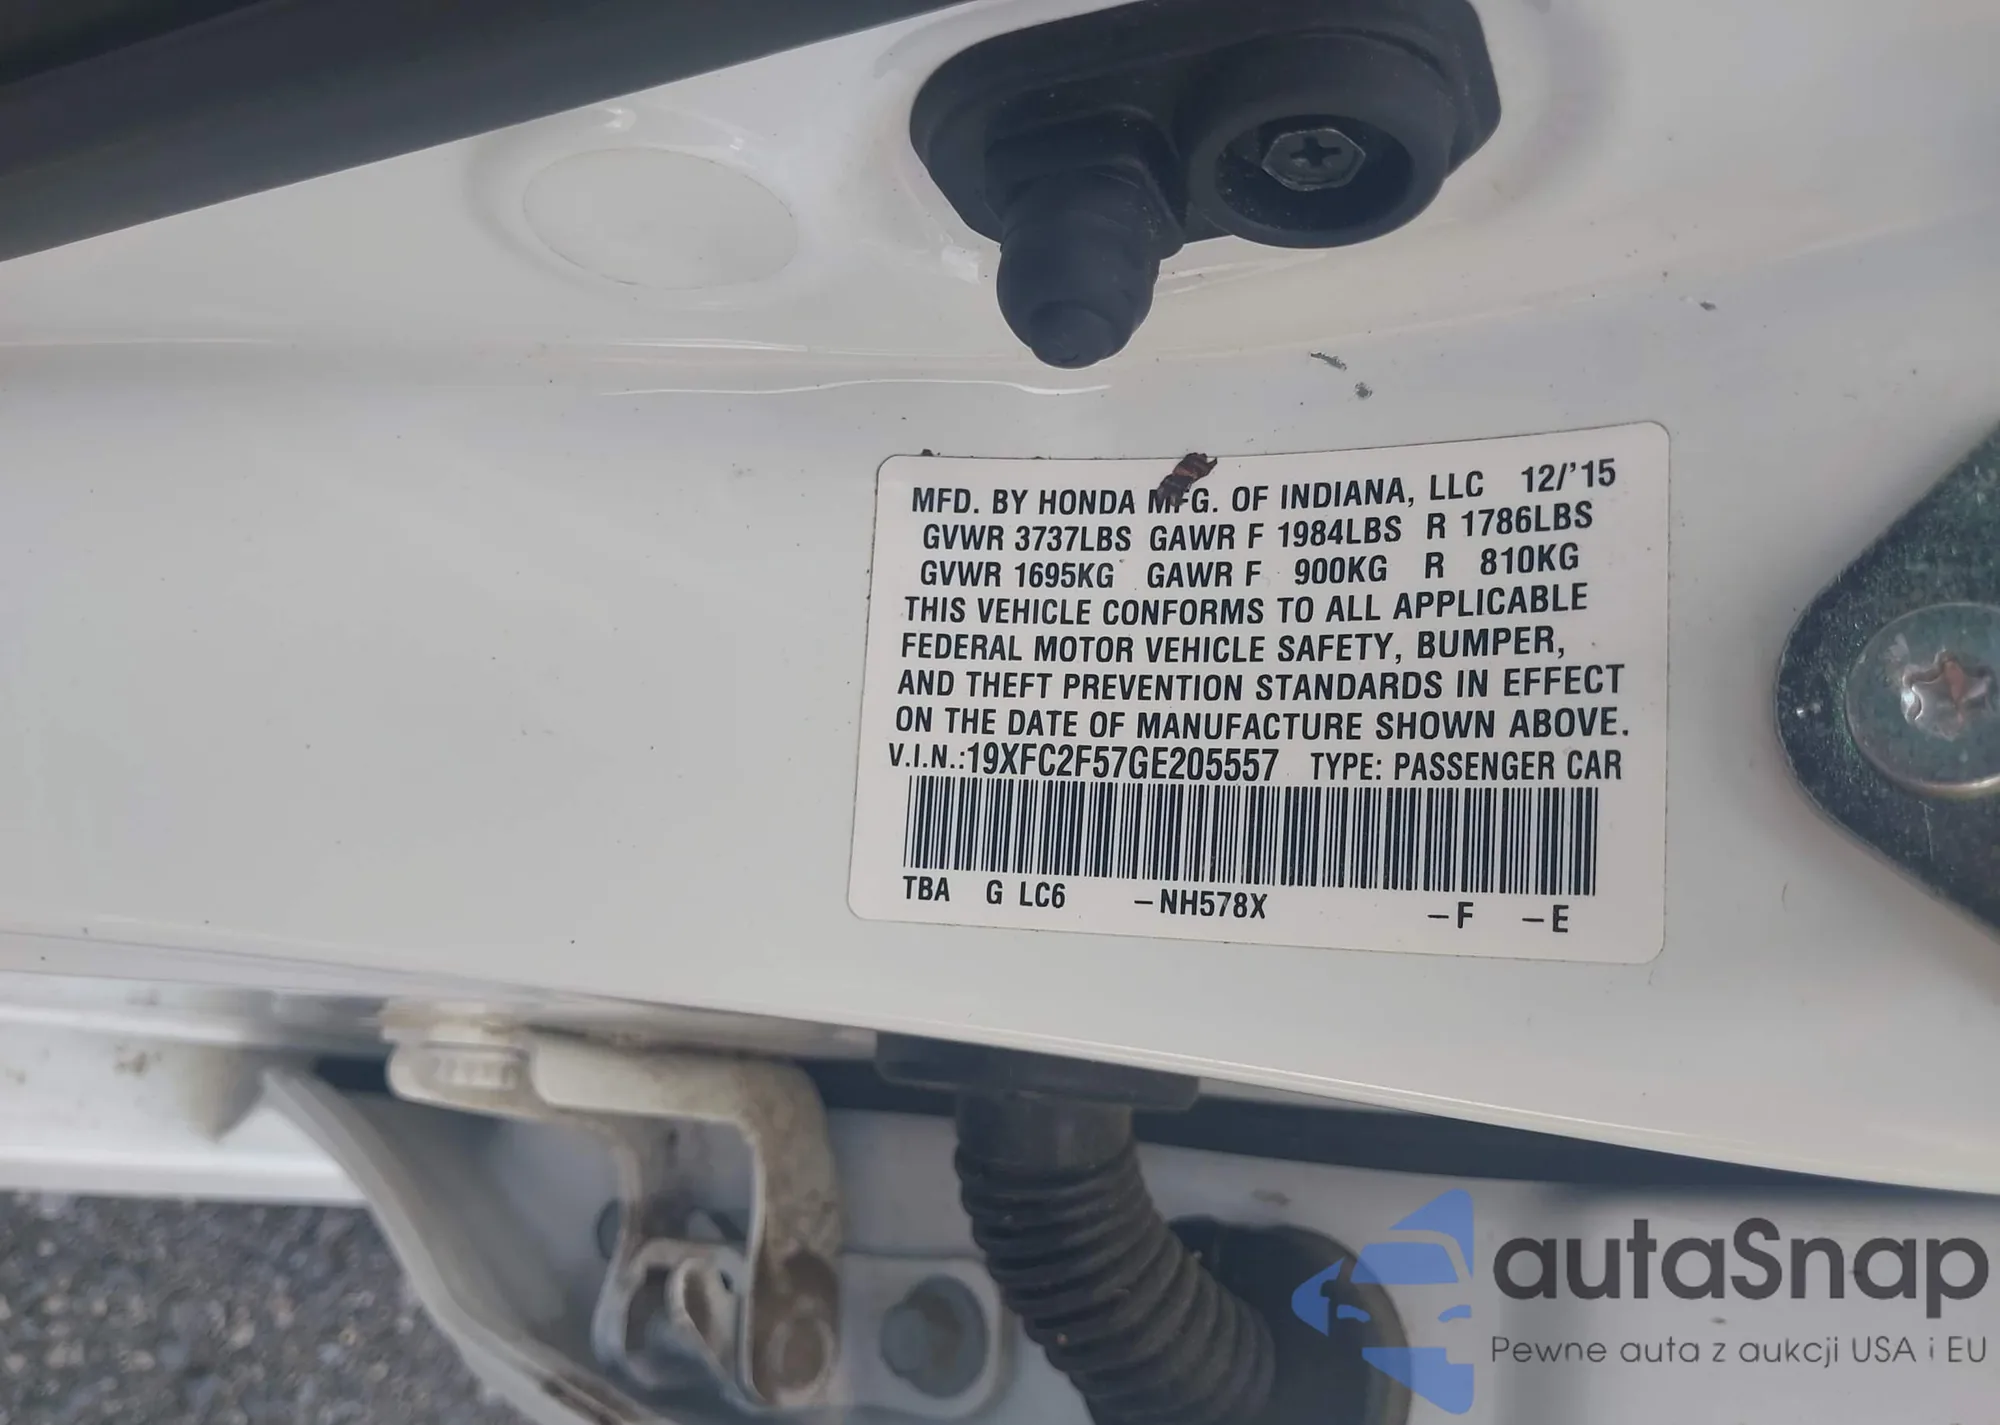 MFD. BY HONDA MFG. OF INDIANA, LLC 12/'15
GVWR 3737LBS GAWR F 1984LBS R 1786LBS
GVWR 1695KG GAWR F 900KG R 810KG
THIS VEHICLE CONFORMS TO ALL APPLICABLE
FEDERAL MOTOR VEHICLE SAFETY, BUMPER,
AND THEFT PREVENTION STANDARDS IN EFFECT
ON THE DATE OF MANUFACTURE SHOWN ABOVE.
V.I.N.:19XFC2F57GE205557 TYPE: PASSENGER CAR
TBA G LC6 -NH578X -F -E
autaSnap
Pewne auta z aukcji USA i EU